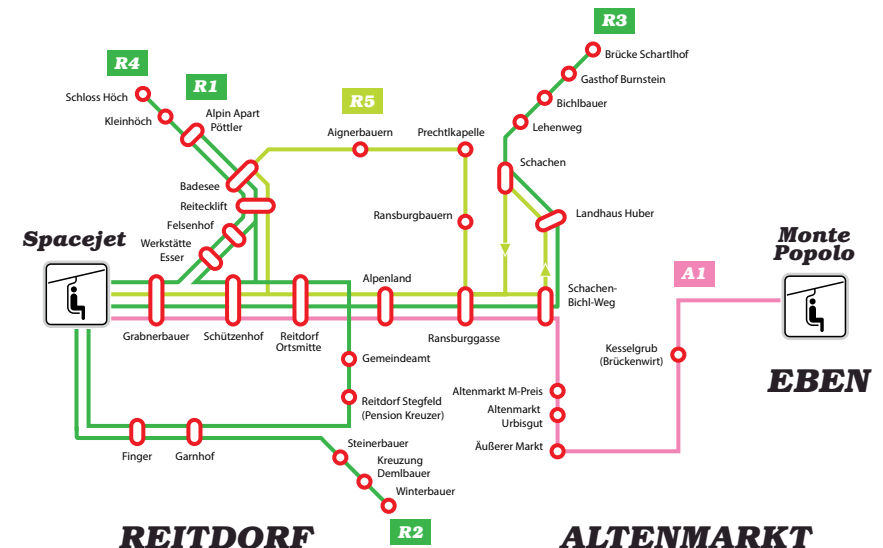 R3
Brücke Schartlhof
R4
Gasthof Burnstein
R1
Schloss Höch
R5
Bichlbauer
Alpin Apart
Pöttler
Kleinhöch
Aignerbauern
Prechtlkapelle
Lehenweg
Schachen
Badesee
Reitecklift
Ransburgbauern
Landhaus Huber
Felsenhof
Spacejet
Werkstätte
Esser
Monte
Popolo
A1
Alpenland
Schachen-
Bichl-Weg
Grabnerbauer
Schützenhof
Reitdorf
Ortsmitte
Ransburggasse
Gemeindeamt
Kesselgrub
(Brückenwirt)
EBEN
Reitdorf Stegfeld
(Pension Kreuzer)
Altenmarkt M-Preis
Altenmarkt
Urbisgut
Äußerer Markt
Finger
Garnhof
Steinerbauer
Kreuzung
Demlbauer
Winterbauer
R2
REITDORF
ALTENMARKT